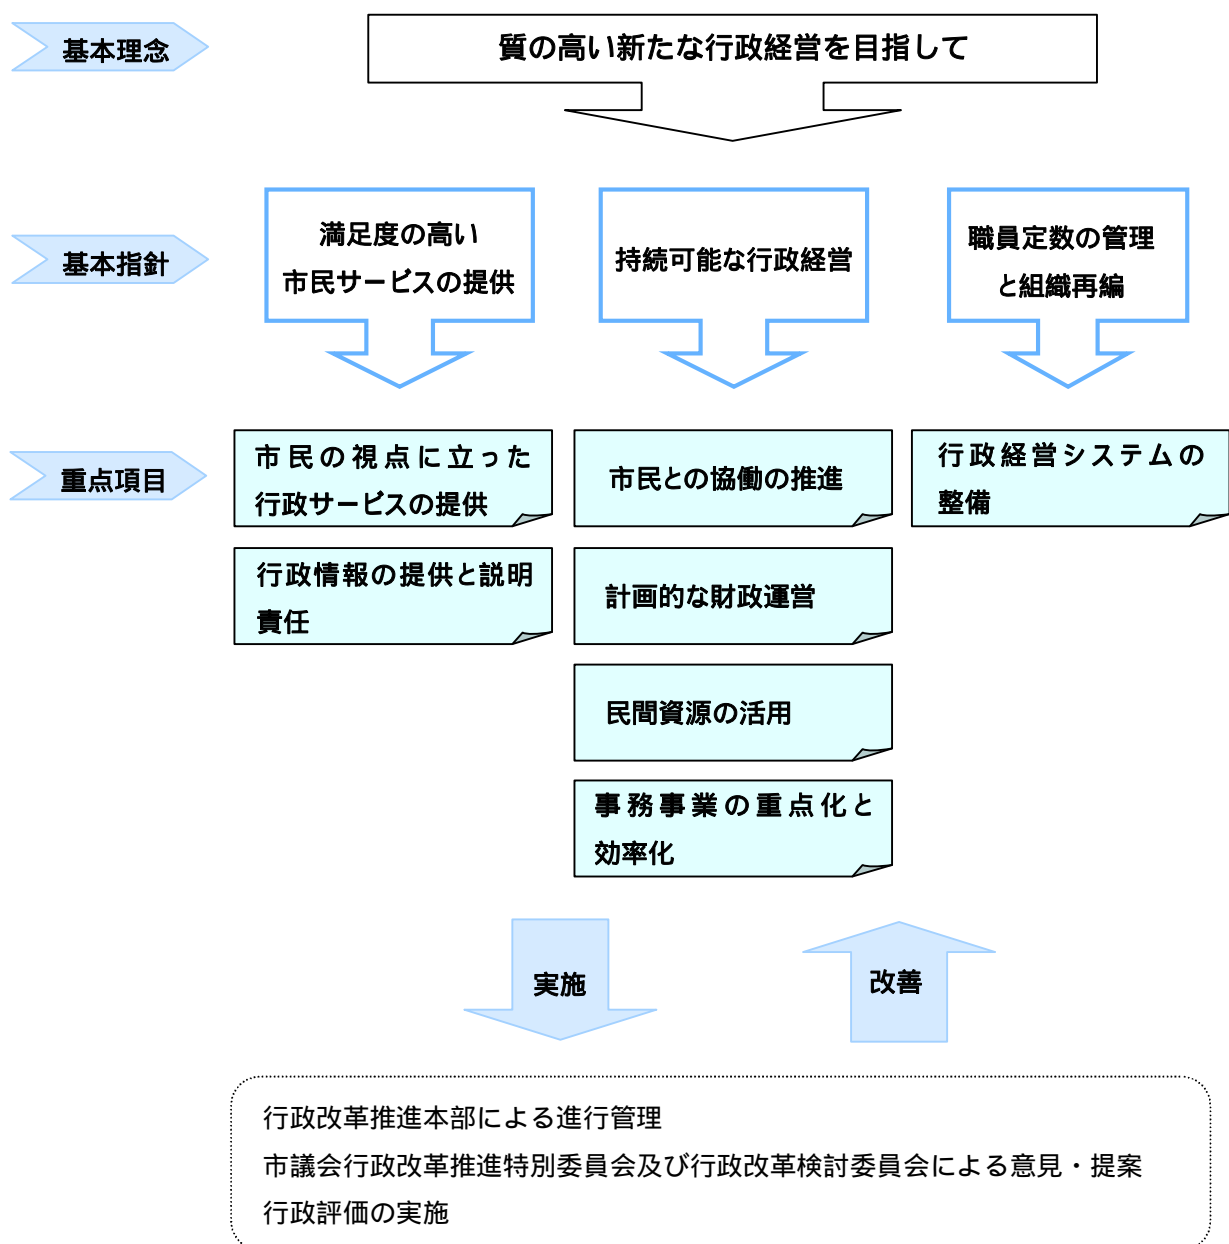 基本理念
質の高い新たな行政経営を目指して
基本指針
満足度の高い
市民サービスの提供
持続可能な行政経営
職員定数の管理
と組織再編
重点項目
市民の視点に立った
行政サービスの提供
市民との協働の推進
行政経営システムの
整備
行政情報の提供と説明
責任
計画的な財政運営
民間資源の活用
事務事業の重点化と
効率化
実施
改善
行政改革推進本部による進行管理
市議会行政改革推進特別委員会及び行政改革検討委員会による意見・提案
行政評価の実施